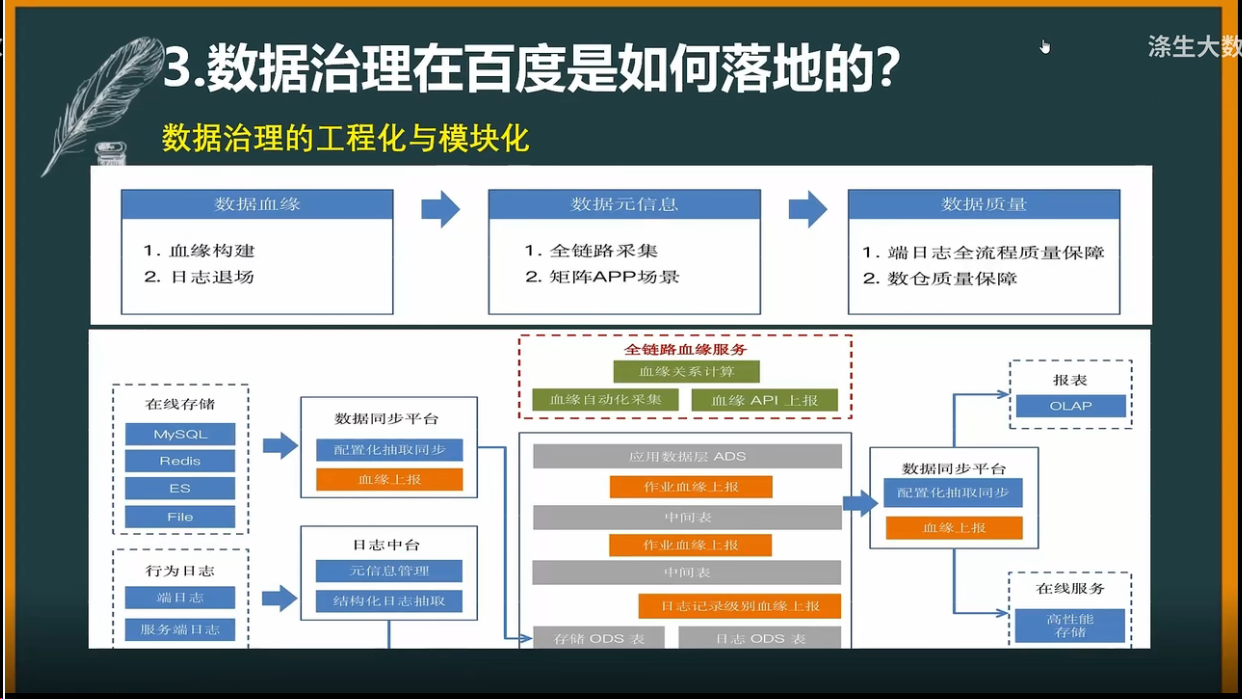 3.数据治理在百度是如何落地的?
涤生大数
数据治理的工程化与模块化
数据血缘
1. 血缘构建
2. 日志退场
数据元信息
1. 全链路采集
2. 矩阵APP场景
数据质量
1. 端日志全流程质量保障
2. 数仓质量保障
在线存储
MySQL
Redis
ES
File
行为日志
端日志
服务端日志
数据同步平台
配置化抽取同步
血缘上报
日志中台
元信息管理
结构化日志抽取
全链路血缘服务
血缘关系计算
血缘自动化采集
血缘 API 上报
应用数据层 ADS
作业血缘上报
中间表
作业血缘上报
中间表
日志记录级别血缘上报
存储 ODS 表
日志 ODS 表
数据同步平台
配置化抽取同步
血缘上报
报表
OLAP
在线服务
高性能
存储